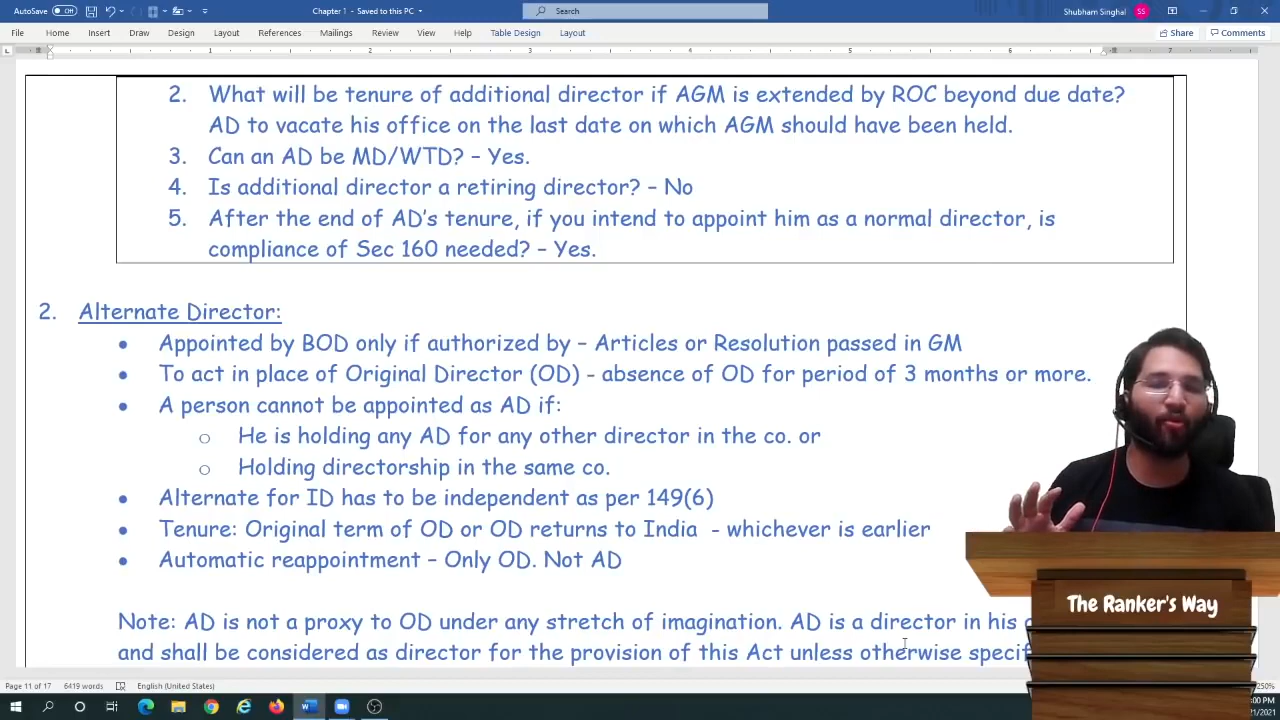 AutoSave Off Chapter 1 - Saved to this PC Search Shubham Singhal SS
File Home Insert Draw Design Layout References Mailings Review View Help Table Design Layout Share Comments
1 2 3 4 5 6 7
2. What will be tenure of additional director if AGM is extended by ROC beyond due date?
AD to vacate his office on the last date on which AGM should have been held.
3. Can an AD be MD/WTD? – Yes.
4. Is additional director a retiring director? – No
5. After the end of AD's tenure, if you intend to appoint him as a normal director, is
compliance of Sec 160 needed? – Yes.
2. Alternate Director:
• Appointed by BOD only if authorized by – Articles or Resolution passed in GM
• To act in place of Original Director (OD) - absence of OD for period of 3 months or more.
• A person cannot be appointed as AD if:
o He is holding any AD for any other director in the co. or
o Holding directorship in the same co.
• Alternate for ID has to be independent as per 149(6)
• Tenure: Original term of OD or OD returns to India - whichever is earlier
• Automatic reappointment – Only OD. Not AD
The Ranker's Way
Note: AD is not a proxy to OD under any stretch of imagination. AD is a director in his
and shall be considered as director for the provision of this Act unless otherwise
Page 11 of 17 6419 words English (United States) 250%